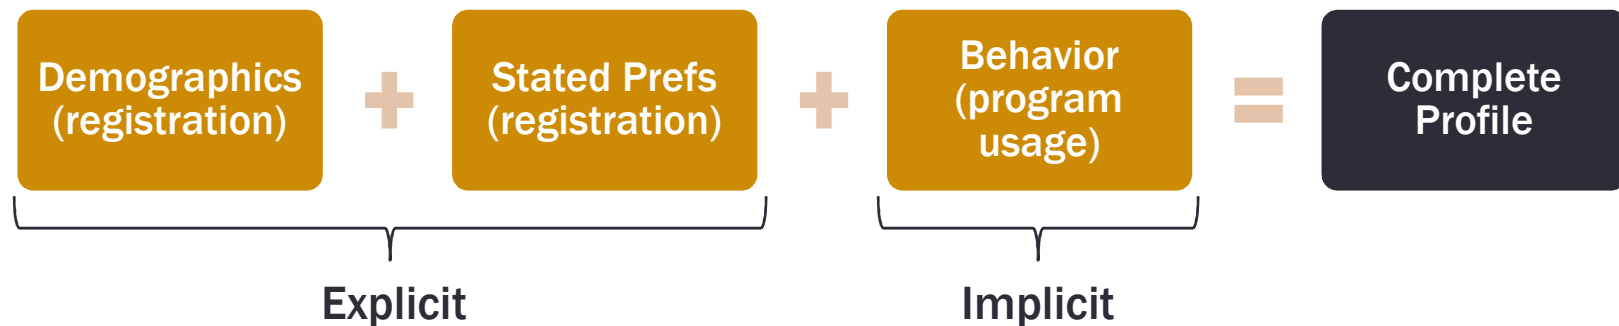 Demographics
(registration)
+
Stated Prefs
(registration)
+
Behavior
(program
usage)
=
Complete
Profile
Explicit
Implicit